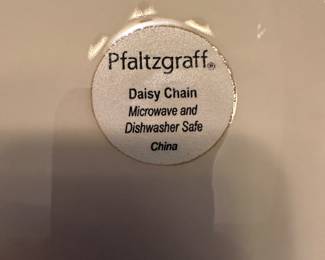 Pfaltzgraff®
Daisy Chain
Microwave and
Dishwasher Safe
China